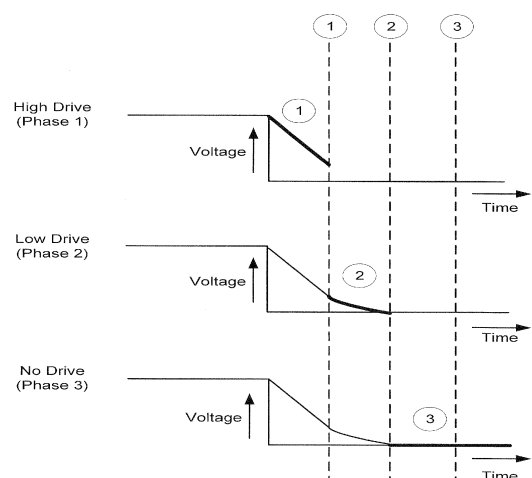 1 2 3
High Drive
(Phase 1)
1
Voltage
Time
Low Drive
(Phase 2)
2
Voltage
Time
No Drive
(Phase 3)
3
Voltage
Time